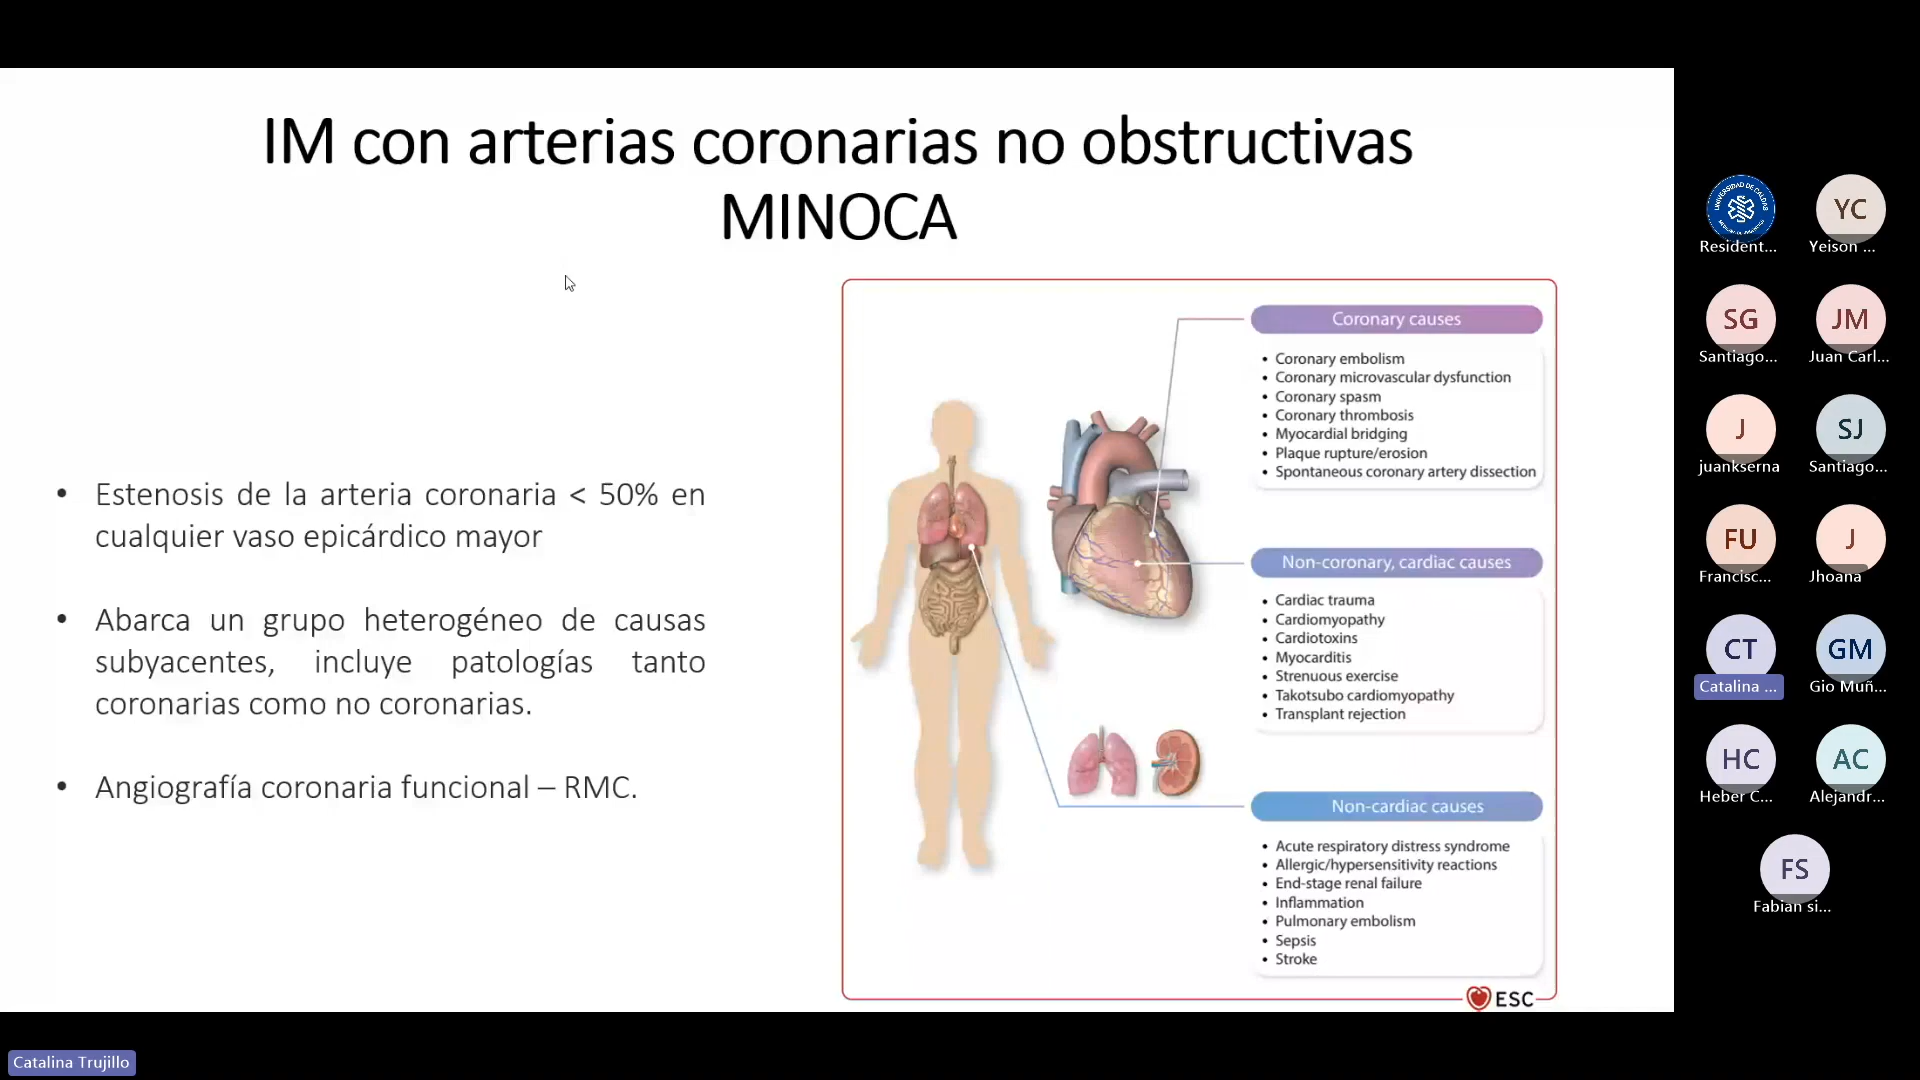 IM con arterias coronarias no obstructivas
MINOCA
• Estenosis de la arteria coronaria < 50% en
cualquier vaso epicárdico mayor
• Abarca un grupo heterogéneo de causas
subyacentes, incluye patologías tanto
coronarias como no coronarias.
• Angiografía coronaria funcional – RMC.
Coronary causes
• Coronary embolism
• Coronary microvascular dysfunction
• Coronary spasm
• Coronary thrombosis
• Myocardial bridging
• Plaque rupture/erosion
• Spontaneous coronary artery dissection
Non-coronary, cardiac causes
• Cardiac trauma
• Cardiomyopathy
• Cardiotoxins
• Myocarditis
• Strenuous exercise
• Takotsubo cardiomyopathy
• Transplant rejection
Non-cardiac causes
• Acute respiratory distress syndrome
• Allergic/hypersensitivity reactions
• End-stage renal failure
• Inflammation
• Pulmonary embolism
• Sepsis
• Stroke
ESC
UNIVERSIDAD DE CALDAS
Resident...
YC
Yeison ...
SG
Santiago...
JM
Juan Carl...
J
juankserna
SJ
Santiago...
FU
Francisc...
J
Jhoana
CT
Catalina ...
GM
Gio Muñ...
HC
Heber C...
AC
Alejandr...
FS
Fabian si...
Catalina Trujillo